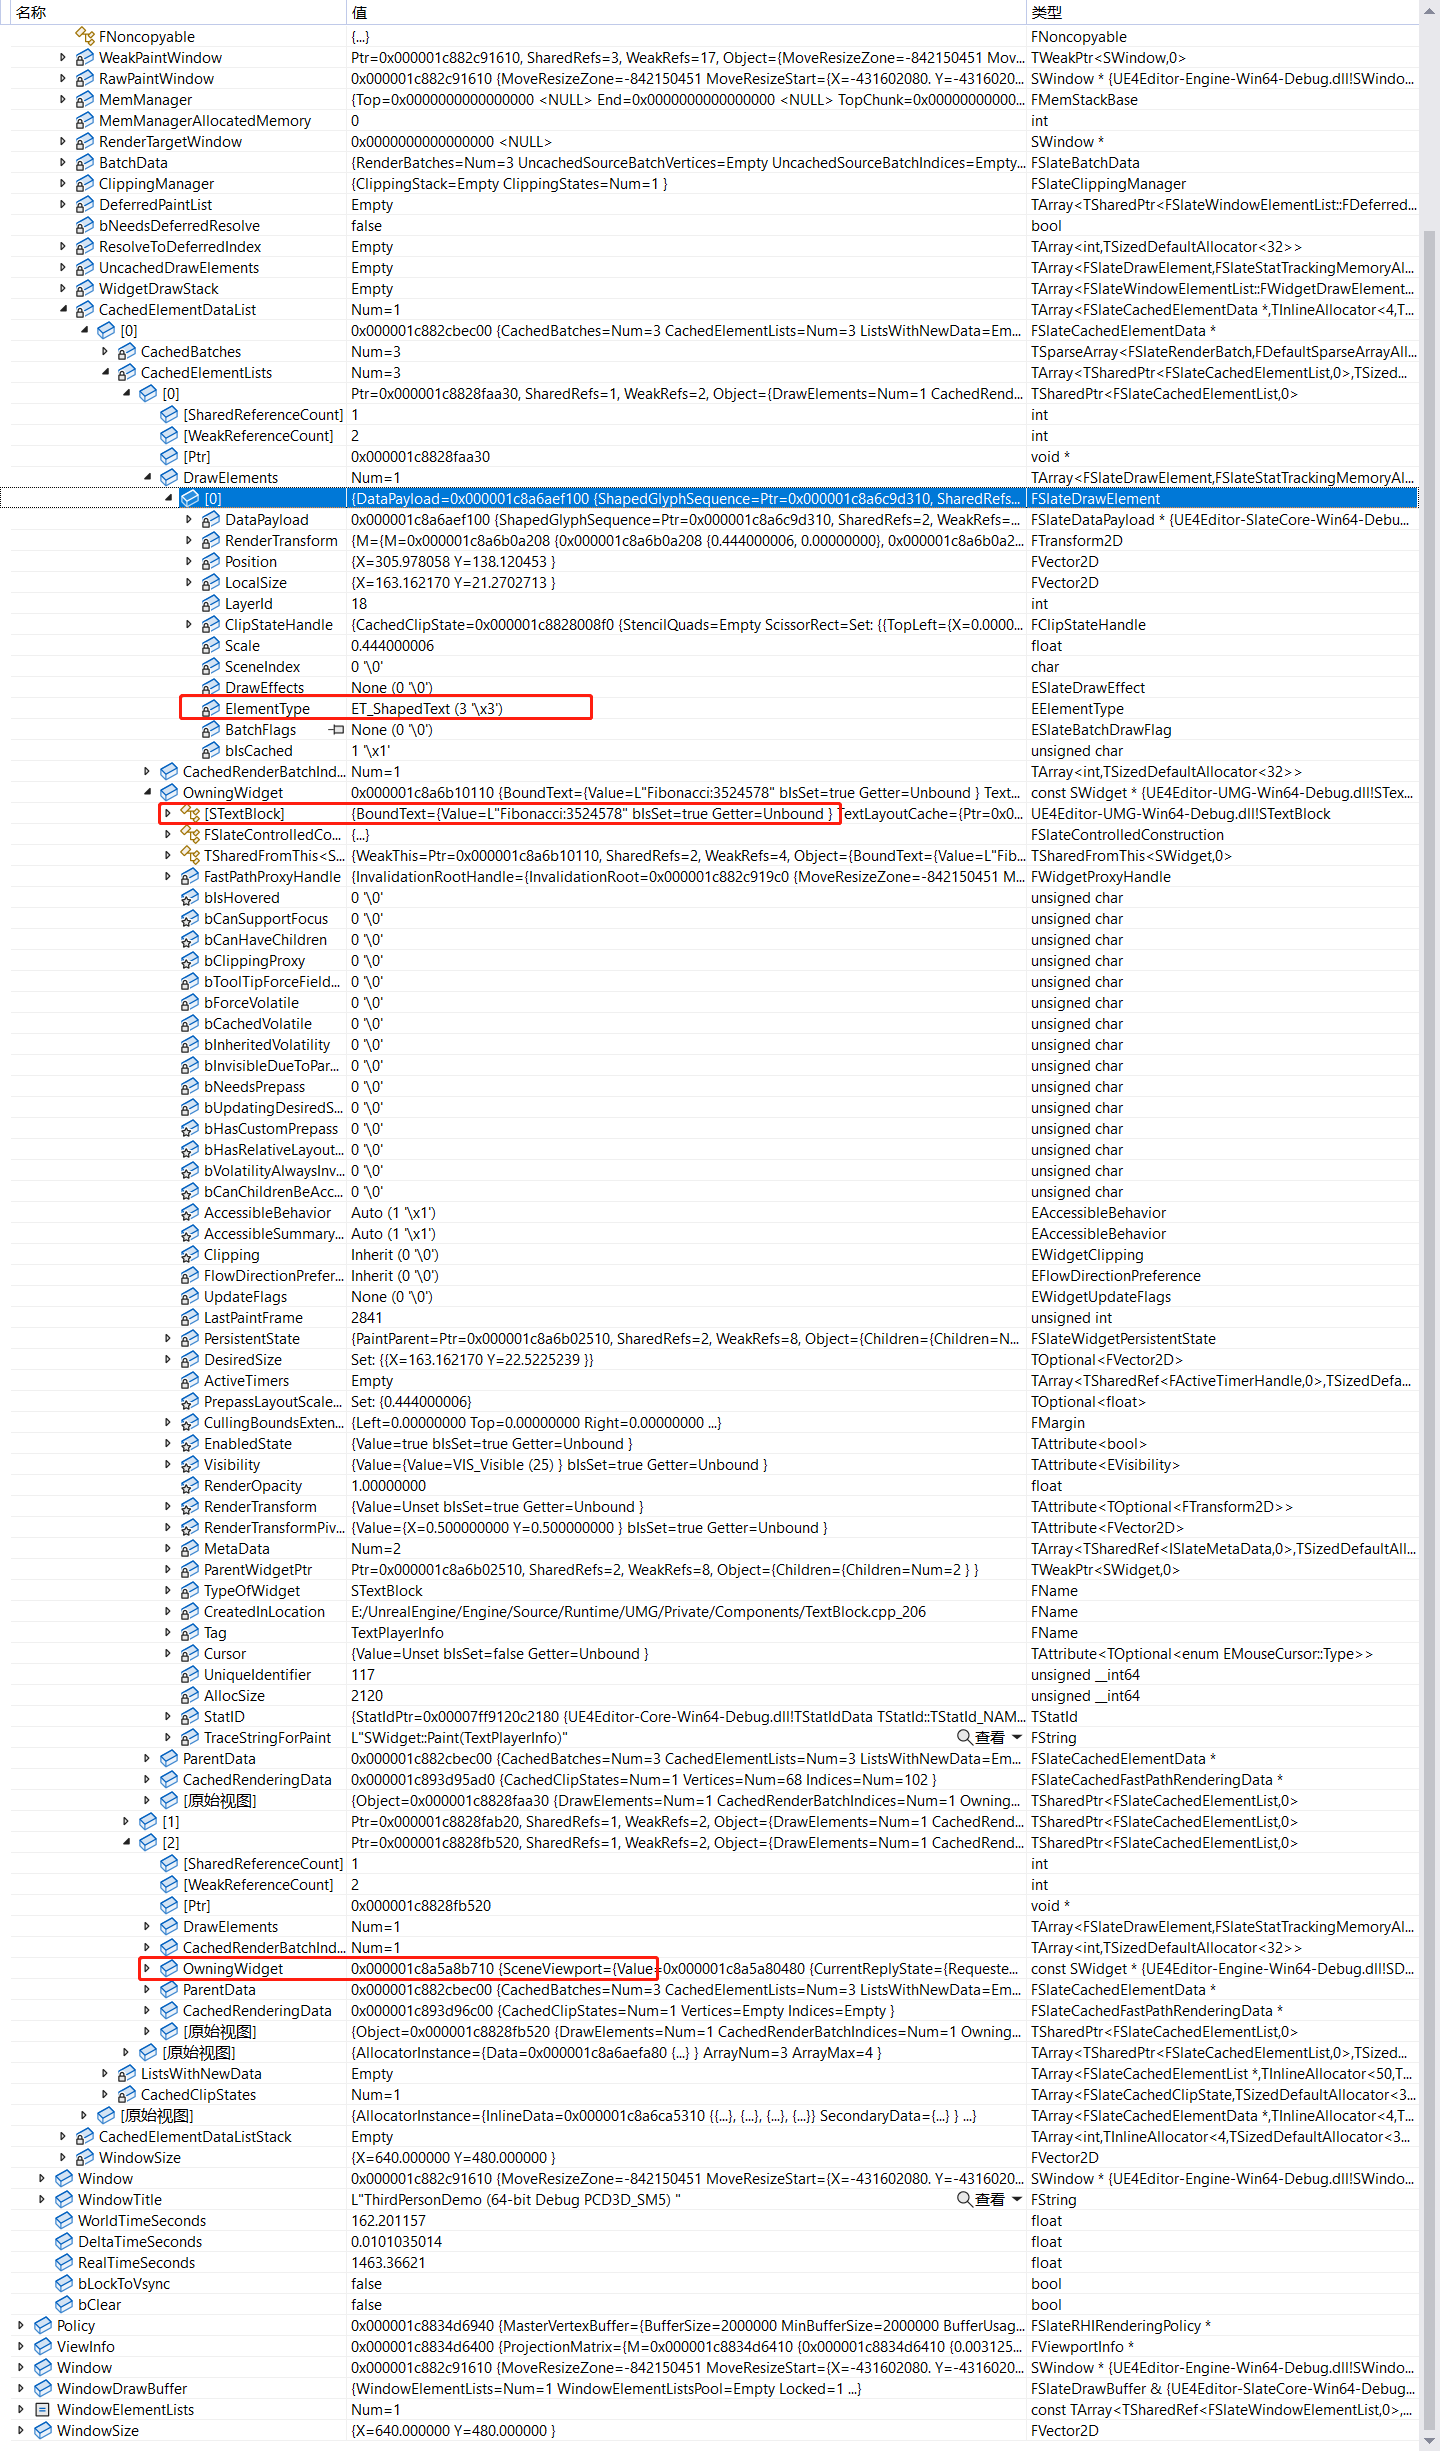 名称 值 类型
FNoncopyable {...} FNoncopyable
WeakPaintWindow Ptr=0x000001c882c91610, SharedRefs=3, WeakRefs=17, Object={MoveResizeZone=-842150451 Mov... TWeakPtr<SWindow,0>
RawPaintWindow 0x000001c882c91610 {MoveResizeZone=-842150451 MoveResizeStart={X=-431602080. Y=-4316020... SWindow * {UE4Editor-Engine-Win64-Debug.dll!SWindo...
MemManager {Top=0x0000000000000000 <NULL> End=0x0000000000000000 <NULL> TopChunk=0x00000000000... FMemStackBase
MemManagerAllocatedMemory 0 int
RenderTargetWindow 0x0000000000000000 <NULL> SWindow *
BatchData {RenderBatches=Num=3 UncachedSourceBatchVertices=Empty UncachedSourceBatchIndices=Empty... FSlateBatchData
ClippingManager {ClippingStack=Empty ClippingStates=Num=1 } FSlateClippingManager
DeferredPaintList Empty TArray<TSharedPtr<FSlateWindowElementList::FDeferred...
bNeedsDeferredResolve false bool
ResolveToDeferredIndex Empty TArray<int,TSizedDefaultAllocator<32>>
UncachedDrawElements Empty TArray<FSlateDrawElement,FSlateStatTrackingMemoryAl...
WidgetDrawStack Empty TArray<FSlateWindowElementList::FWidgetDrawElement...
CachedElementDataList Num=1 TArray<FSlateCachedElementData *,TInlineAllocator<4,T...
[0] 0x000001c882cbec00 {CachedBatches=Num=3 CachedElementLists=Num=3 ListsWithNewData=Em... FSlateCachedElementData *
CachedBatches Num=3 TSparseArray<FSlateRenderBatch,FDefaultSparseArrayAll...
CachedElementLists Num=3 TArray<TSharedPtr<FSlateCachedElementList,0>,TSized...
[0] Ptr=0x000001c8828faa30, SharedRefs=1, WeakRefs=2, Object={DrawElements=Num=1 CachedRend... TSharedPtr<FSlateCachedElementList,0>
[SharedReferenceCount] 1 int
[WeakReferenceCount] 2 int
[Ptr] 0x000001c8828faa30 void *
DrawElements Num=1 TArray<FSlateDrawElement,FSlateStatTrackingMemoryAl...
[0] {DataPayload=0x000001c8a6aef100 {ShapedGlyphSequence=Ptr=0x000001c8a6c9d310, SharedRefs... FSlateDrawElement
DataPayload 0x000001c8a6aef100 {ShapedGlyphSequence=Ptr=0x000001c8a6c9d310, SharedRefs=2, WeakRefs=... FSlateDataPayload * {UE4Editor-SlateCore-Win64-Debu...
RenderTransform {M={M=0x000001c8a6b0a208 {0x000001c8a6b0a208 {0.444000006, 0.00000000}, 0x000001c8a6b0a2... FTransform2D
Position {X=305.978058 Y=138.120453 } FVector2D
LocalSize {X=163.162170 Y=21.2702713 } FVector2D
LayerId 18 int
ClipStateHandle {CachedClipState=0x000001c8828008f0 {StencilQuads=Empty ScissorRect=Set: {{TopLeft={X=0.0000... FClipStateHandle
Scale 0.444000006 float
SceneIndex 0 '\0' char
DrawEffects None (0 '\0') ESlateDrawEffect
ElementType ET_ShapedText (3 '\x3') EElementType
BatchFlags None (0 '\0') ESlateBatchDrawFlag
bIsCached 1 '\x1' unsigned char
CachedRenderBatchInd... Num=1 TArray<int,TSizedDefaultAllocator<32>>
OwningWidget 0x000001c8a6b10110 {BoundText={Value=L"Fibonacci:3524578" bIsSet=true Getter=Unbound } Text... const SWidget * {UE4Editor-UMG-Win64-Debug.dll!STex...
[STextBlock] {BoundText={Value=L"Fibonacci:3524578" bIsSet=true Getter=Unbound } TextLayoutCache={Ptr=0x0... UE4Editor-UMG-Win64-Debug.dll!STextBlock
FSlateControlledCo... {...} FSlateControlledConstruction
TSharedFromThis<S... {WeakThis=Ptr=0x000001c8a6b10110, SharedRefs=2, WeakRefs=4, Object={BoundText={Value=L"Fib... TSharedFromThis<SWidget,0>
FastPathProxyHandle {InvalidationRootHandle={InvalidationRoot=0x000001c882c919c0 {MoveResizeZone=-842150451 M... FWidgetProxyHandle
bIsHovered 0 '\0' unsigned char
bCanSupportFocus 0 '\0' unsigned char
bCanHaveChildren 0 '\0' unsigned char
bClippingProxy 0 '\0' unsigned char
bToolTipForceField... 0 '\0' unsigned char
bForceVolatile 0 '\0' unsigned char
bCachedVolatile 0 '\0' unsigned char
bInheritedVolatility 0 '\0' unsigned char
bInvisibleDueToPar... 0 '\0' unsigned char
bNeedsPrepass 0 '\0' unsigned char
bUpdatingDesiredS... 0 '\0' unsigned char
bHasCustomPrepass 0 '\0' unsigned char
bHasRelativeLayout... 0 '\0' unsigned char
bVolatilityAlwaysInv... 0 '\0' unsigned char
bCanChildrenBeAcc... 0 '\0' unsigned char
AccessibleBehavior Auto (1 '\x1') EAccessibleBehavior
AccessibleSummary... Auto (1 '\x1') EAccessibleBehavior
Clipping Inherit (0 '\0') EWidgetClipping
FlowDirectionPrefer... Inherit (0 '\0') EFlowDirectionPreference
UpdateFlags None (0 '\0') EWidgetUpdateFlags
LastPaintFrame 2841 unsigned int
PersistentState {PaintParent=Ptr=0x000001c8a6b02510, SharedRefs=2, WeakRefs=8, Object={Children={Children=N... FSlateWidgetPersistentState
DesiredSize Set: {{X=163.162170 Y=22.5225239 }} TOptional<FVector2D>
ActiveTimers Empty TArray<TSharedRef<FActiveTimerHandle,0>,TSizedDefa...
PrepassLayoutScale... Set: {0.444000006} TOptional<float>
CullingBoundsExten... {Left=0.00000000 Top=0.00000000 Right=0.00000000 ...} FMargin
EnabledState {Value=true bIsSet=true Getter=Unbound } TAttribute<bool>
Visibility {Value={Value=VIS_Visible (25) } bIsSet=true Getter=Unbound } TAttribute<EVisibility>
RenderOpacity 1.00000000 float
RenderTransform {Value=Unset bIsSet=true Getter=Unbound } TAttribute<TOptional<FTransform2D>>
RenderTransformPiv... {Value={X=0.500000000 Y=0.500000000 } bIsSet=true Getter=Unbound } TAttribute<FVector2D>
MetaData Num=2 TArray<TSharedRef<ISlateMetaData,0>,TSizedDefaultAll...
ParentWidgetPtr Ptr=0x000001c8a6b02510, SharedRefs=2, WeakRefs=8, Object={Children={Children=Num=2 } } TWeakPtr<SWidget,0>
TypeOfWidget STextBlock FName
CreatedInLocation E:/UnrealEngine/Engine/Source/Runtime/UMG/Private/Components/TextBlock.cpp_206 FName
Tag TextPlayerInfo FName
Cursor {Value=Unset bIsSet=false Getter=Unbound } TAttribute<TOptional<enum EMouseCursor::Type>>
UniqueIdentifier 117 unsigned __int64
AllocSize 2120 unsigned __int64
StatID {StatIdPtr=0x00007ff9120c2180 {UE4Editor-Core-Win64-Debug.dll!TStatIdData TStatId::TStatId_NAM... TStatId
TraceStringForPaint L"SWidget::Paint(TextPlayerInfo)" 查看 FString
ParentData 0x000001c882cbec00 {CachedBatches=Num=3 CachedElementLists=Num=3 ListsWithNewData=Em... FSlateCachedElementData *
CachedRenderingData 0x000001c893d95ad0 {CachedClipStates=Num=1 Vertices=Num=68 Indices=Num=102 } FSlateCachedFastPathRenderingData *
[原始视图] {Object=0x000001c8828faa30 {DrawElements=Num=1 CachedRenderBatchIndices=Num=1 Owning... TSharedPtr<FSlateCachedElementList,0>
[1] Ptr=0x000001c8828fab20, SharedRefs=1, WeakRefs=2, Object={DrawElements=Num=1 CachedRend... TSharedPtr<FSlateCachedElementList,0>
[2] Ptr=0x000001c8828fb520, SharedRefs=1, WeakRefs=2, Object={DrawElements=Num=1 CachedRend... TSharedPtr<FSlateCachedElementList,0>
[SharedReferenceCount] 1 int
[WeakReferenceCount] 2 int
[Ptr] 0x000001c8828fb520 void *
DrawElements Num=1 TArray<FSlateDrawElement,FSlateStatTrackingMemoryAl...
CachedRenderBatchInd... Num=1 TArray<int,TSizedDefaultAllocator<32>>
OwningWidget 0x000001c8a5a8b710 {SceneViewport={Value=0x000001c8a5a80480 {CurrentReplyState={Requeste... const SWidget * {UE4Editor-Engine-Win64-Debug.dll!SD...
ParentData 0x000001c882cbec00 {CachedBatches=Num=3 CachedElementLists=Num=3 ListsWithNewData=Em... FSlateCachedElementData *
CachedRenderingData 0x000001c893d96c00 {CachedClipStates=Num=1 Vertices=Empty Indices=Empty } FSlateCachedFastPathRenderingData *
[原始视图] {Object=0x000001c8828fb520 {DrawElements=Num=1 CachedRenderBatchIndices=Num=1 Owning... TSharedPtr<FSlateCachedElementList,0>
[原始视图] {AllocatorInstance={Data=0x000001c8a6aefa80 {...} } ArrayNum=3 ArrayMax=4 } TArray<TSharedPtr<FSlateCachedElementList,0>,TSized...
ListsWithNewData Empty TArray<FSlateCachedElementList *,TInlineAllocator<50,T...
CachedClipStates Num=1 TArray<FSlateCachedClipState,TSizedDefaultAllocator<3...
[原始视图] {AllocatorInstance={InlineData=0x000001c8a6ca5310 {{...}, {...}, {...}, {...}} SecondaryData={...} } ...} TArray<FSlateCachedElementData *,TInlineAllocator<4,T...
CachedElementDataListStack Empty TArray<int,TInlineAllocator<4,TSizedDefaultAllocator<3...
WindowSize {X=640.000000 Y=480.000000 } FVector2D
Window 0x000001c882c91610 {MoveResizeZone=-842150451 MoveResizeStart={X=-431602080. Y=-4316020... SWindow * {UE4Editor-Engine-Win64-Debug.dll!SWindo...
WindowTitle L"ThirdPersonDemo (64-bit Debug PCD3D_SM5) " 查看 FString
WorldTimeSeconds 162.201157 float
DeltaTimeSeconds 0.0101035014 float
RealTimeSeconds 1463.36621 float
bLockToVsync false bool
bClear false bool
Policy 0x000001c8834d6940 {MasterVertexBuffer={BufferSize=2000000 MinBufferSize=2000000 BufferUsag... FSlateRHIRenderingPolicy *
ViewInfo 0x000001c8834d6400 {ProjectionMatrix={M=0x000001c8834d6410 {0x000001c8834d6410 {0.003125... FViewportInfo *
Window 0x000001c882c91610 {MoveResizeZone=-842150451 MoveResizeStart={X=-431602080. Y=-4316020... SWindow * {UE4Editor-Engine-Win64-Debug.dll!SWindo...
WindowDrawBuffer {WindowElementLists=Num=1 WindowElementListsPool=Empty Locked=1 ...} FSlateDrawBuffer & {UE4Editor-SlateCore-Win64-Debug...
WindowElementLists Num=1 const TArray<TSharedRef<FSlateWindowElementList,0>,...
WindowSize {X=640.000000 Y=480.000000 } FVector2D